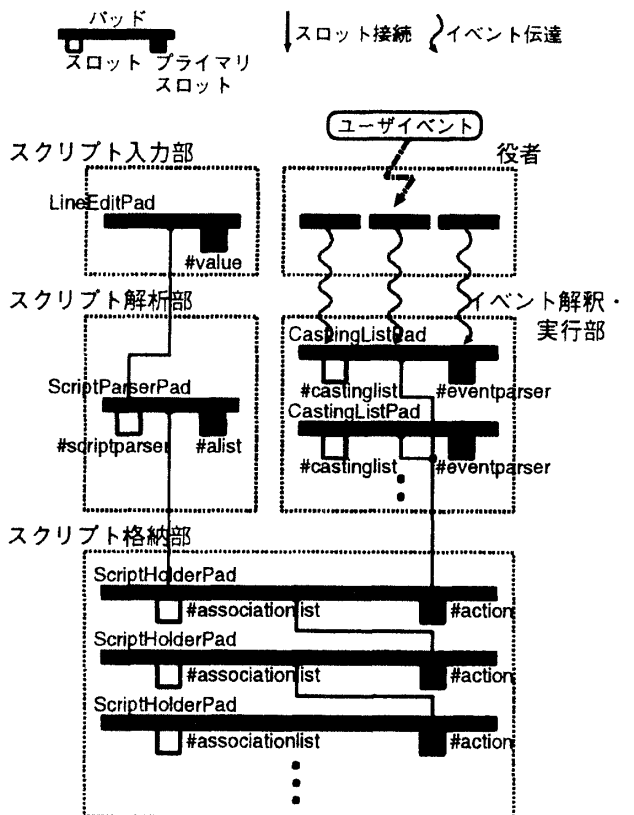 パッド
スロット プライマリ
スロット
スロット接続
イベント伝達
ユーザイベント
スクリプト入力部
役者
LineEditPad
#value
スクリプト解析部
イベント解釈・
実行部
CastingListPad
#castinglist
#eventparser
ScriptParserPad
#scriptparser
#alist
CastingListPad
#castinglist
#eventparser
スクリプト格納部
ScriptHolderPad
#associationlist
#action
ScriptHolderPad
#associationlist
#action
ScriptHolderPad
#associationlist
#action